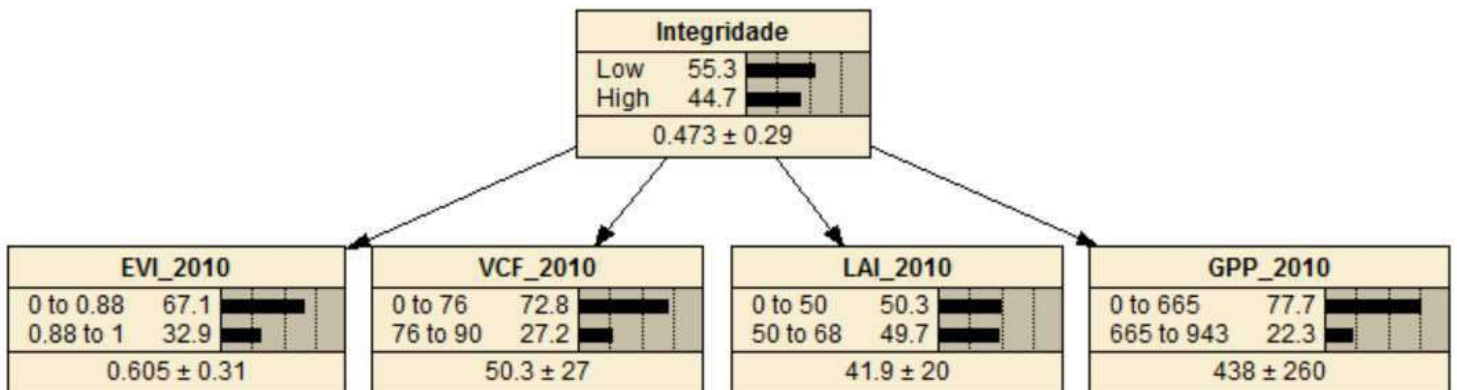 Integridade
Low 55.3
High 44.7
0.473 ± 0.29
EVI_2010
0 to 0.88 67.1
0.88 to 1 32.9
0.605 ± 0.31
VCF_2010
0 to 76 72.8
76 to 90 27.2
50.3 ± 27
LAI_2010
0 to 50 50.3
50 to 68 49.7
41.9 ± 20
GPP_2010
0 to 665 77.7
665 to 943 22.3
438 ± 260